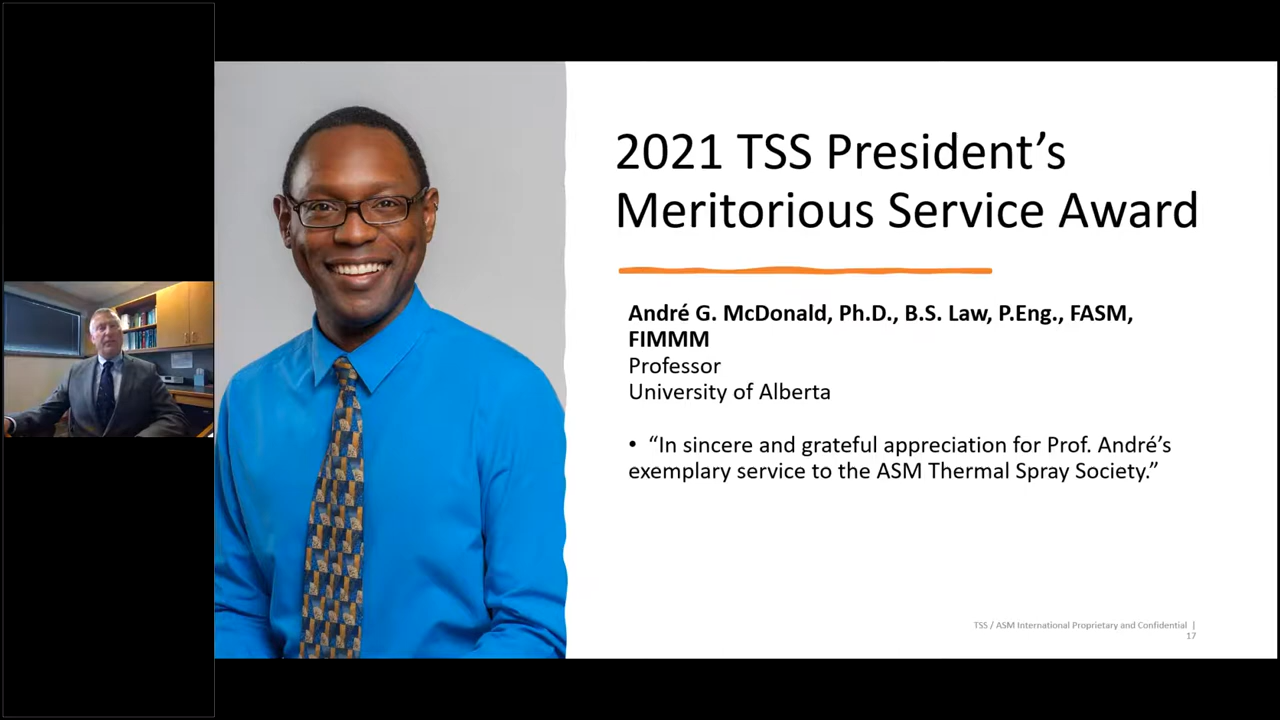 2021 TSS President’s
Meritorious Service Award
André G. McDonald, Ph.D., B.S. Law, P.Eng., FASM,
FIMMM
Professor
University of Alberta
• “In sincere and grateful appreciation for Prof. André’s
exemplary service to the ASM Thermal Spray Society.”
TSS / ASM International Proprietary and Confidential |
17